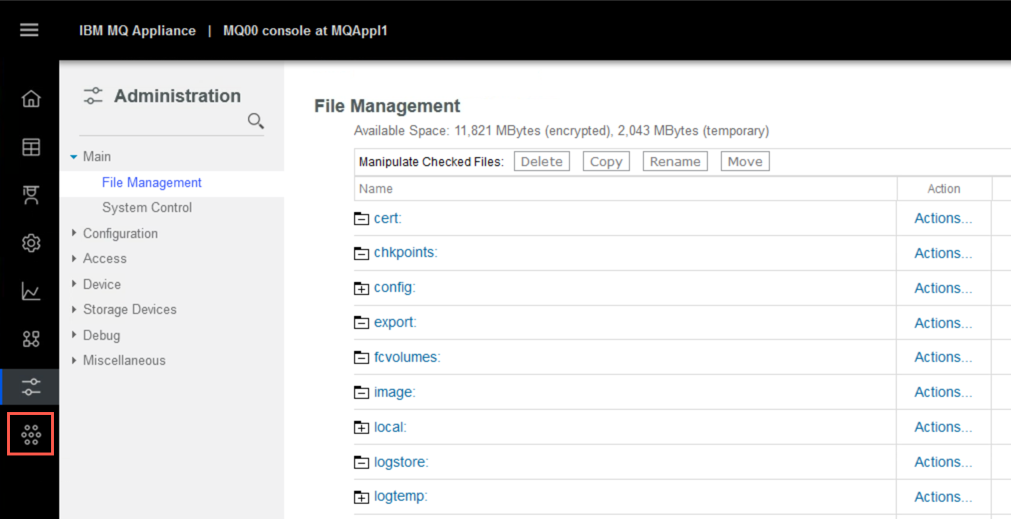 IBM MQ Appliance | MQ00 console at MQAppl1
Administration
Main
File Management
System Control
Configuration
Access
Device
Storage Devices
Debug
Miscellaneous
File Management
Available Space: 11,821 MBytes (encrypted), 2,043 MBytes (temporary)
Manipulate Checked Files: Delete Copy Rename Move
Name Action
cert: Actions...
chkpoints: Actions...
config: Actions...
export: Actions...
fcvolumes: Actions...
image: Actions...
local: Actions...
logstore: Actions...
logtemp: Actions...